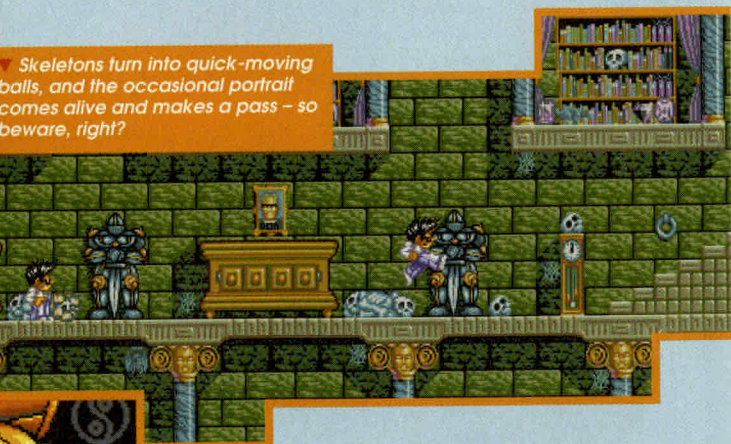 ▼ Skeletons turn into quick-moving
balls, and the occasional portrait
comes alive and makes a pass – so
beware, right?